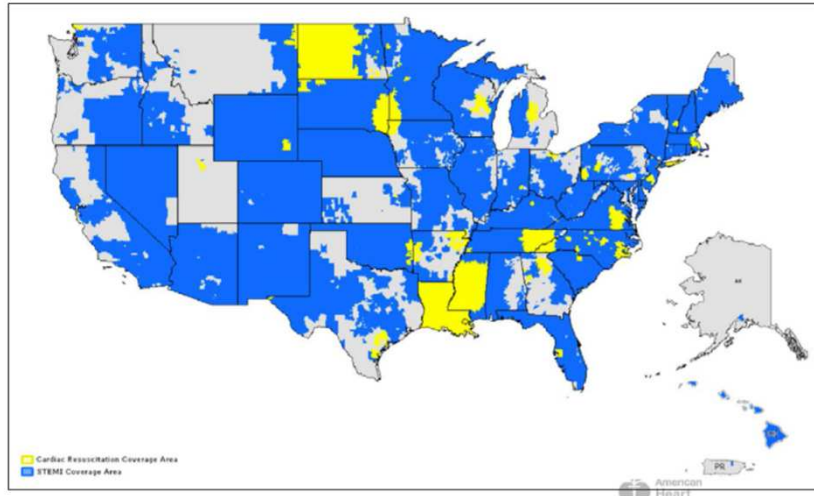 PR
Cardiac Resuscitation Coverage Area
STEMI Coverage Area
American
Heart